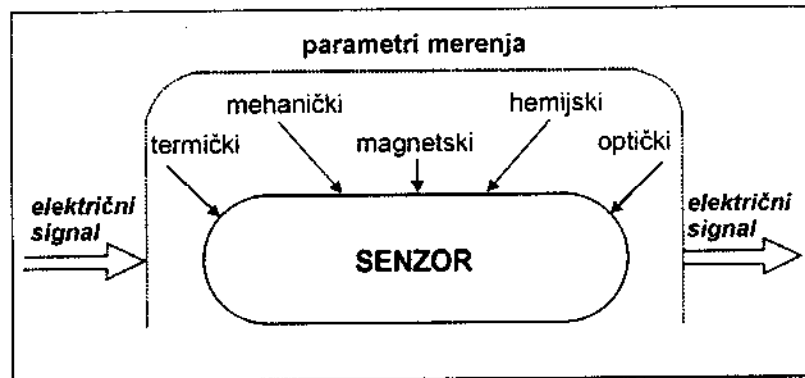 parametri merenja
mehanički
hemijski
termički
magnetski
optički
električni
signal
električni
signal
SENZOR